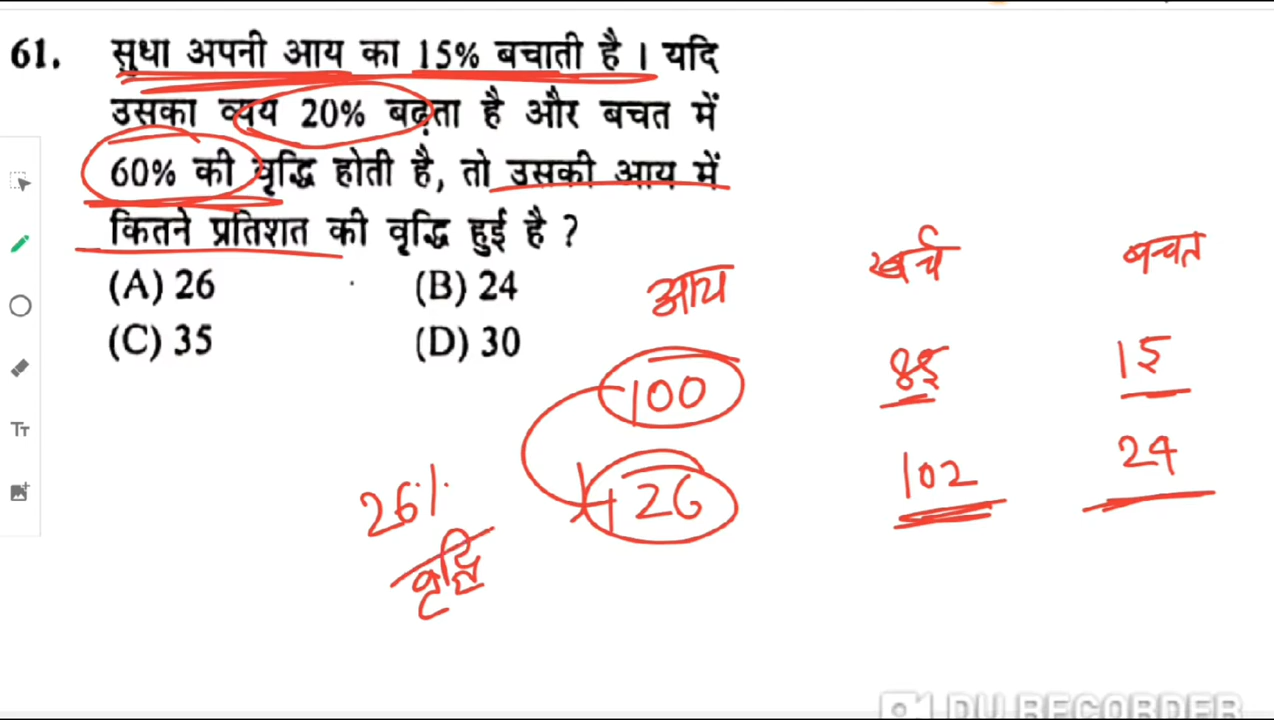 61. सुधा अपनी आय का 15% बचाती है । यदि
उसका व्यय 20% बढ़ता है और बचत में
60% की वृद्धि होती है, तो उसकी आय में
कितने प्रतिशत की वृद्धि हुई है ?
(A) 26 (B) 24
(C) 35 (D) 30
आय खर्च बचत
100 85 15
126 102 24
26%
वृद्धि
Tт
DU RECORDER